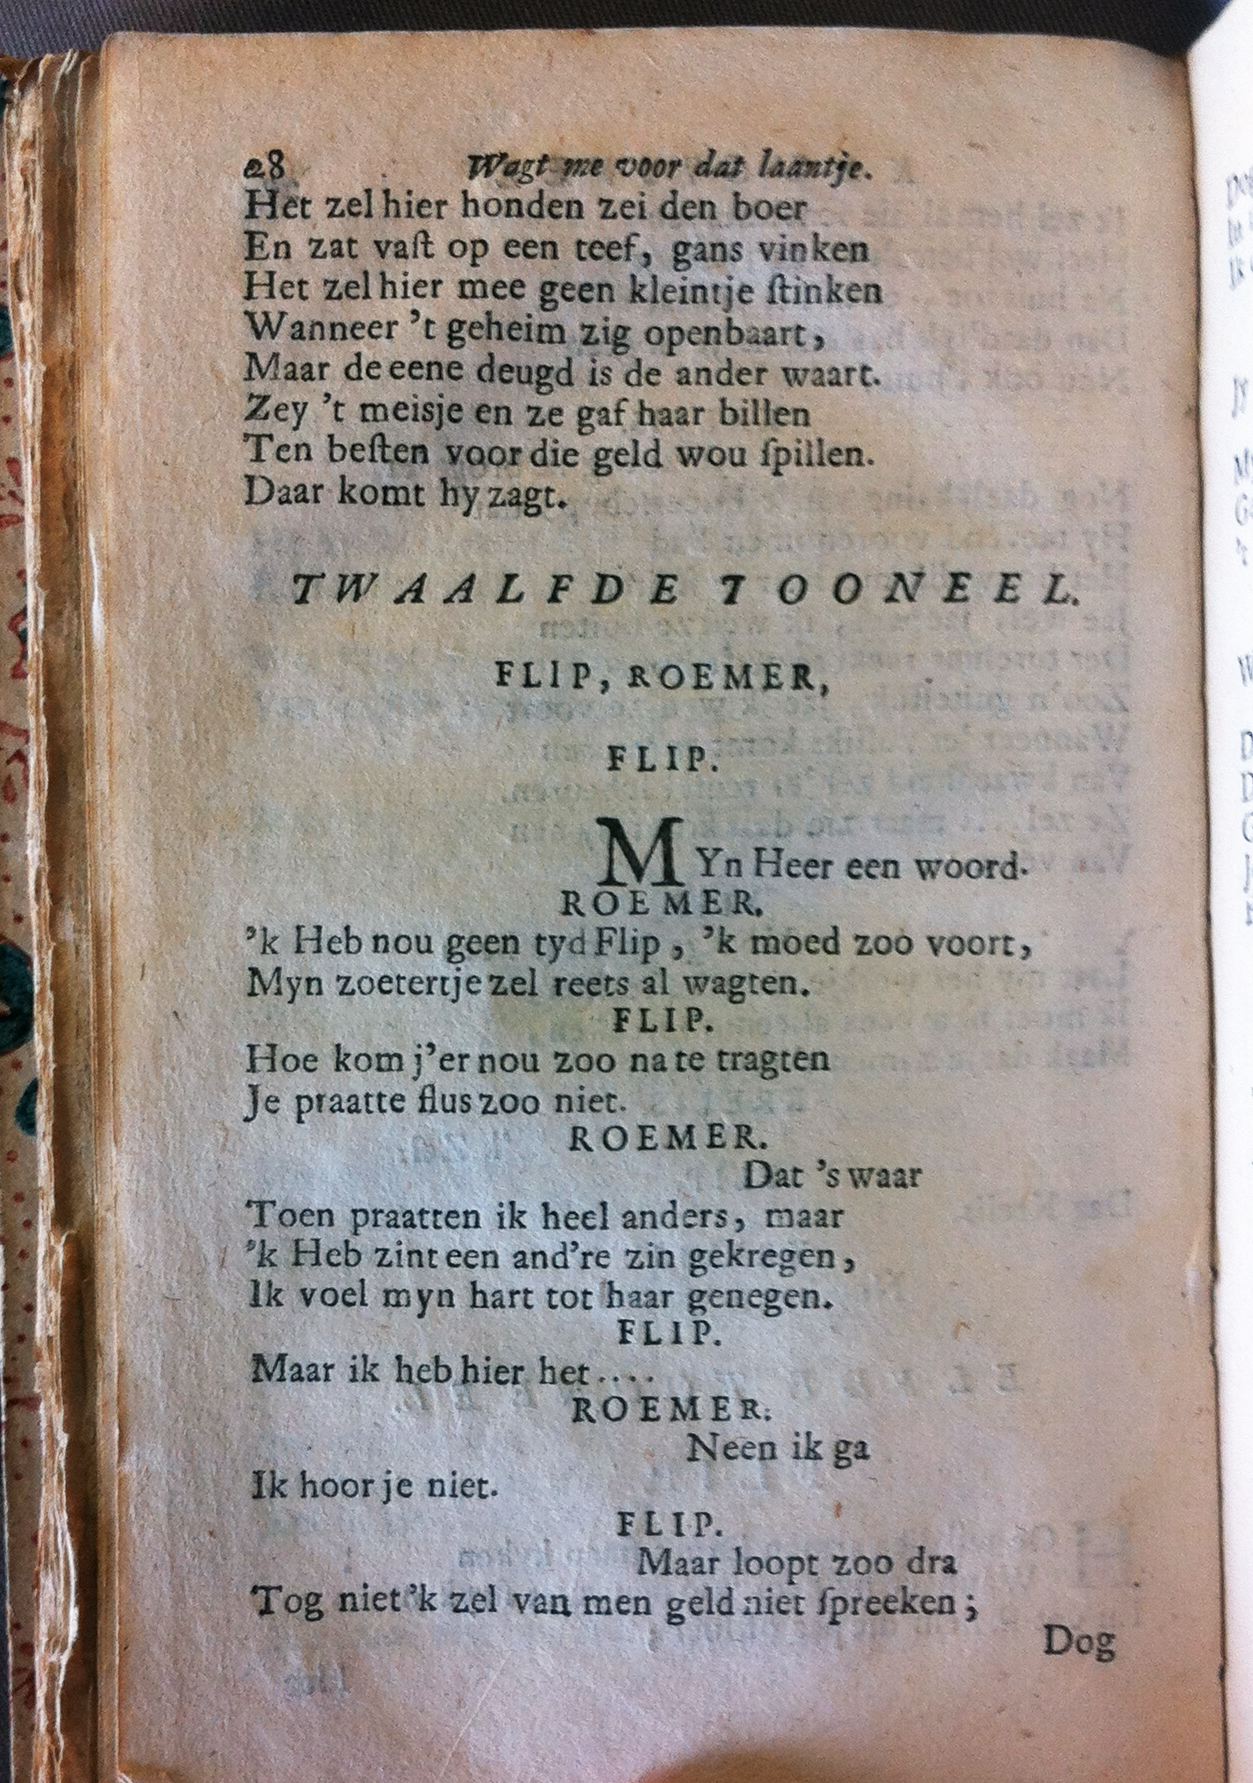 28 Wagt me voor dat laantje.
Het zel hier honden zei den boer
En zat vaſt op een teef, gans vinken
Het zel hier mee geen kleintje ſtinken
Wanneer 't geheim zig openbaart,
Maar de eene deugd is de ander waart.
Zey 't meisje en ze gaf haar billen
Ten beſten voor die geld wou ſpillen.
Daar komt hy zagt.
TWAALFDE TOONEEL.
FLIP, ROEMER,
FLIP.
MYn Heer een woord.
ROEMER.
'k Heb nou geen tyd Flip, 'k moed zoo voort,
Myn zoetertje zel reets al wagten.
FLIP.
Hoe kom j'er nou zoo na te tragten
Je praatte flus zoo niet.
ROEMER.
Dat 's waar
Toen praatten ik heel anders, maar
'k Heb zint een and're zin gekregen,
Ik voel myn hart tot haar genegen.
FLIP.
Maar ik heb hier het....
ROEMER.
Neen ik ga
Ik hoor je niet.
FLIP.
Maar loopt zoo dra
Tog niet 'k zel van men geld niet ſpreeken;
Dog